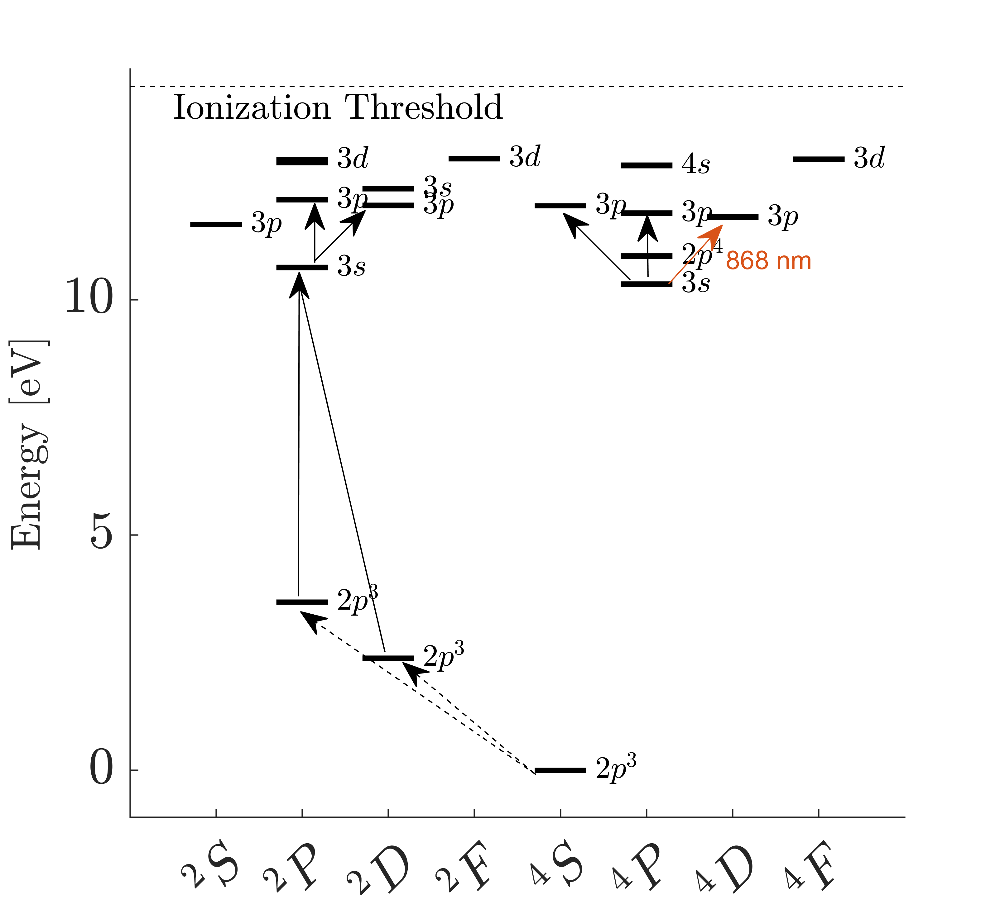 Ionization Threshold
3d
3d
4s
3d
3s
3p
3p
3p
3p
3p
3p
2p⁴
868 nm
3s
3s
10
Energy [eV]
5
2p³
2p³
0
2p³
²S
²P
²D
²F
⁴S
⁴P
⁴D
⁴F